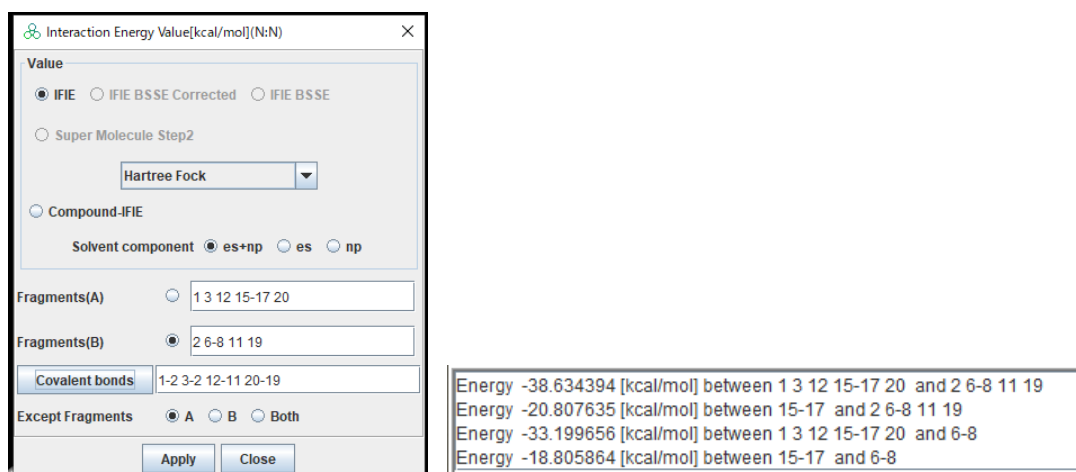 Interaction Energy Value[kcal/mol](N:N)
Value
IFIE IFIE BSSE Corrected IFIE BSSE
Super Molecule Step2
Hartree Fock
Compound-IFIE
Solvent component es+np es np
Fragments(A) 1 3 12 15-17 20
Fragments(B) 2 6-8 11 19
Covalent bonds 1-2 3-2 12-11 20-19
Except Fragments A B Both
Apply Close
Energy -38.634394 [kcal/mol] between 1 3 12 15-17 20 and 2 6-8 11 19
Energy -20.807635 [kcal/mol] between 15-17 and 2 6-8 11 19
Energy -33.199656 [kcal/mol] between 1 3 12 15-17 20 and 6-8
Energy -18.805864 [kcal/mol] between 15-17 and 6-8